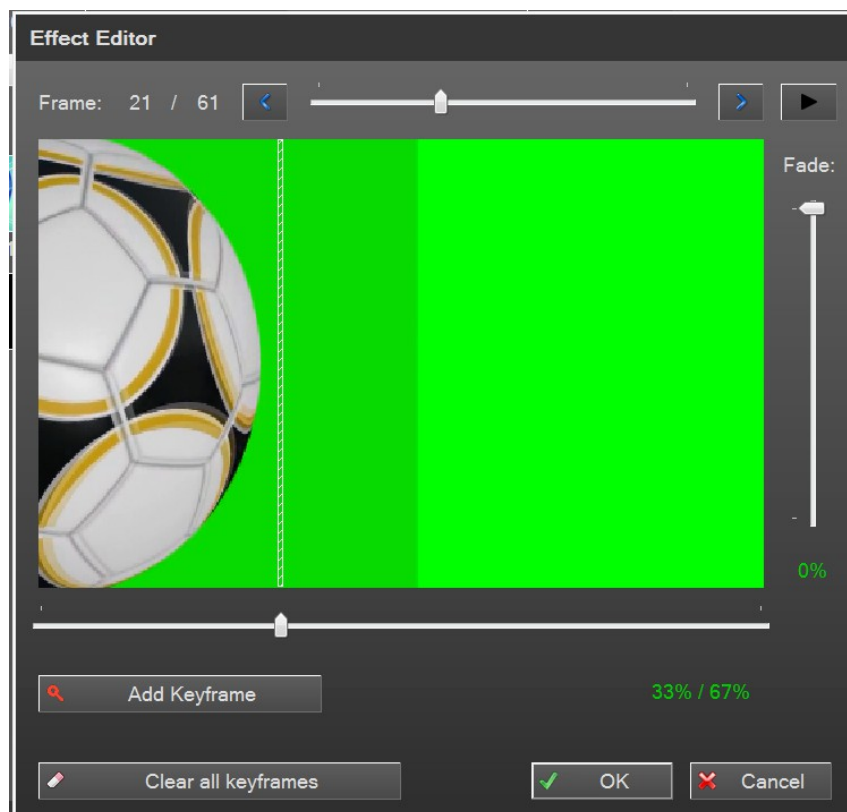 Effect Editor
Frame: 21 / 61
Fade:
0%
Add Keyframe
33% / 67%
Clear all keyframes
OK
Cancel